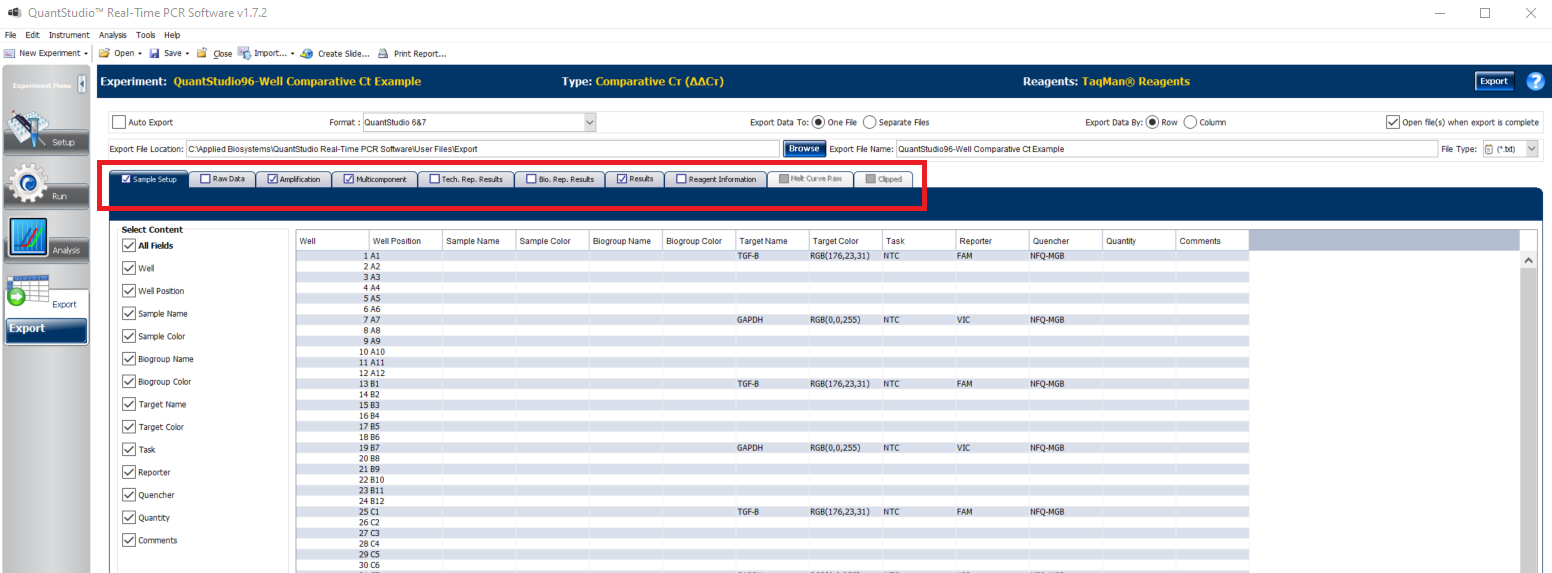 QuantStudio™ Real-Time PCR Software v1.7.2
File Edit Instrument Analysis Tools Help
New Experiment Open Save Close Import... Create Slide... Print Report...
Experiment Menu
Experiment: QuantStudio96-Well Comparative Ct Example Type: Comparative Cт (ΔΔCт) Reagents: TaqMan® Reagents Export ?
Setup
Run
Analysis
Export
Export
Auto Export Format : QuantStudio 6&7 Export Data To: One File Separate Files Export Data By: Row Column Open file(s) when export is complete
Export File Location: C:\Applied Biosystems\QuantStudio Real-Time PCR Software\User Files\Export Browse Export File Name: QuantStudio96-Well Comparative Ct Example File Type: (*.txt)
Sample Setup Raw Data Amplification Multicomponent Tech. Rep. Results Bio. Rep. Results Results Reagent Information Melt Curve Raw Clipped
Select Content
All Fields
Well
Well Position
Sample Name
Sample Color
Biogroup Name
Biogroup Color
Target Name
Target Color
Task
Reporter
Quencher
Quantity
Comments
Well Well Position Sample Name Sample Color Biogroup Name Biogroup Color Target Name Target Color Task Reporter Quencher Quantity Comments
1 A1 TGF-B RGB(176,23,31) NTC FAM NFQ-MGB
2 A2
3 A3
4 A4
5 A5
6 A6
7 A7 GAPDH RGB(0,0,255) NTC VIC NFQ-MGB
8 A8
9 A9
10 A10
11 A11
12 A12
13 B1 TGF-B RGB(176,23,31) NTC FAM NFQ-MGB
14 B2
15 B3
16 B4
17 B5
18 B6
19 B7 GAPDH RGB(0,0,255) NTC VIC NFQ-MGB
20 B8
21 B9
22 B10
23 B11
24 B12
25 C1 TGF-B RGB(176,23,31) NTC FAM NFQ-MGB
26 C2
27 C3
28 C4
29 C5
30 C6